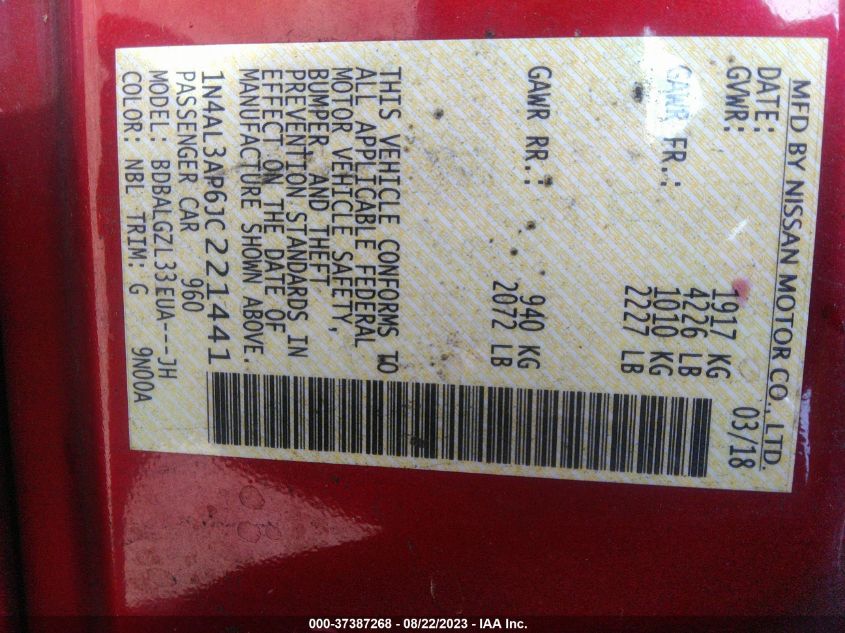 MFD BY NISSAN MOTOR CO., LTD.
DATE: 03/18
GVWR: 1917 KG
4226 LB
GAWR FR.: 1010 KG
2227 LB
GAWR RR.: 940 KG
2072 LB
THIS VEHICLE CONFORMS TO
ALL APPLICABLE FEDERAL
MOTOR VEHICLE SAFETY,
BUMPER AND THEFT
PREVENTION STANDARDS IN
EFFECT ON THE DATE OF
MANUFACTURE SHOWN ABOVE.
1N4AL3AP6JC221441
PASSENGER CAR 960
MODEL: BDBALGZL33EUA---JH
COLOR: NBL TRIM: G 9N00A
000-37387268 - 08/22/2023 - IAA Inc.